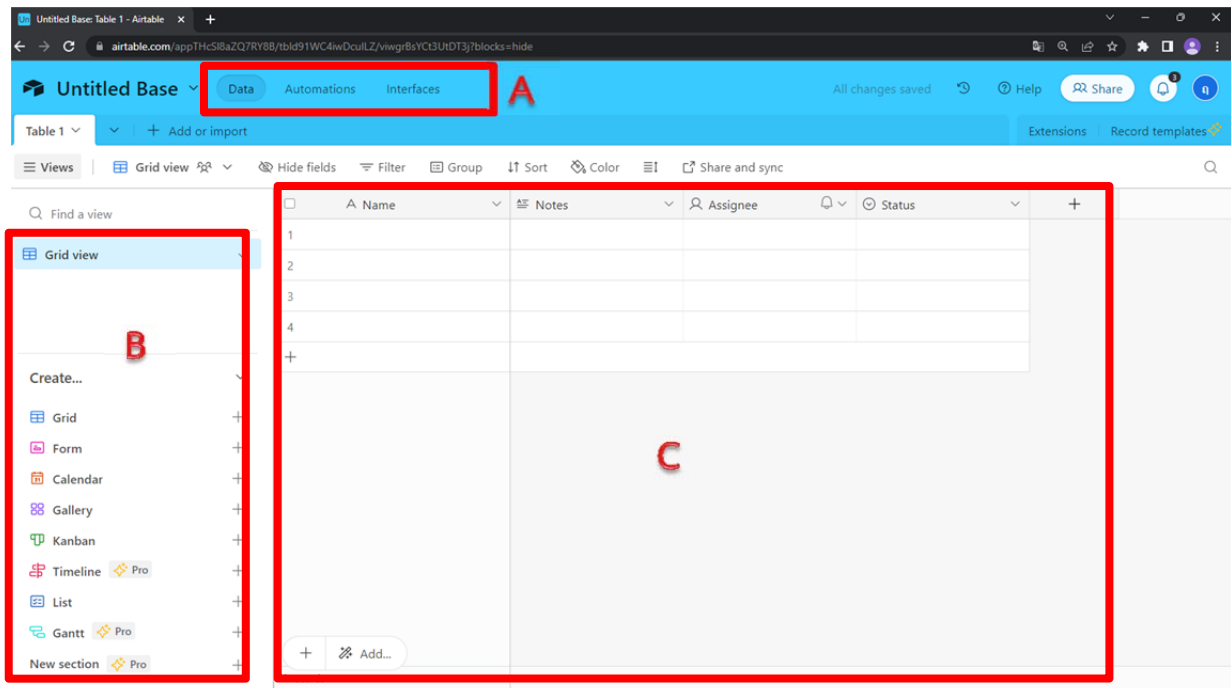 Untitled Base: Table 1 - Airtable
airtable.com/appTHcSl8aZQ7RY88/tbld91WC4iwDcuILZ/viwgrBsYCt3UtDT3j?blocks=hide
Untitled Base Data Automations Interfaces A All changes saved Help Share 3 η
Table 1 Add or import Extensions Record templates
Views Grid view Hide fields Filter Group Sort Color Share and sync
Find a view
A Name Notes Assignee Status
1
Grid view
2
3
4
B
Create...
Grid
Form
C
Calendar
Gallery
Kanban
Timeline Pro
List
Gantt Pro
Add...
New section Pro